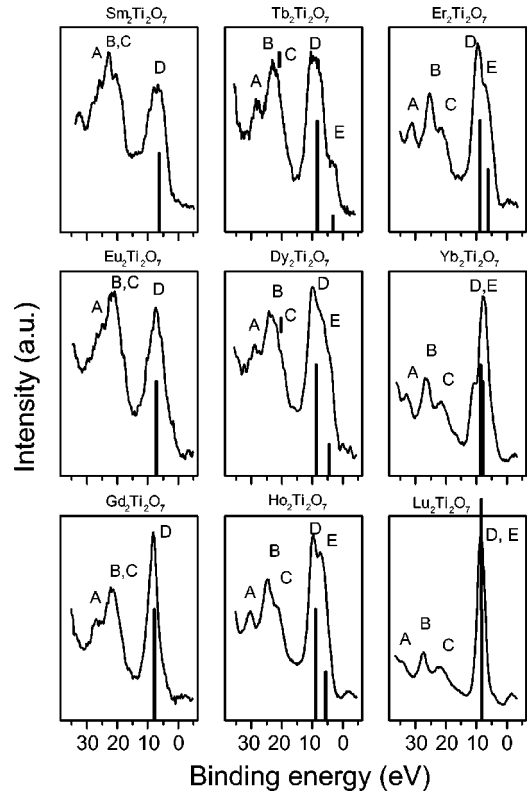 Sm2Ti2O7 Tb2Ti2O7 Er2Ti2O7
A B,C D
A B C D E
A B C D E
Eu2Ti2O7 Dy2Ti2O7 Yb2Ti2O7
A B,C D
A B C D E
A B C D,E
Gd2Ti2O7 Ho2Ti2O7 Lu2Ti2O7
A B,C D
A B C D E
A B C D, E
Intensity (a.u.)
30 20 10 0 30 20 10 0 30 20 10 0
Binding energy (eV)